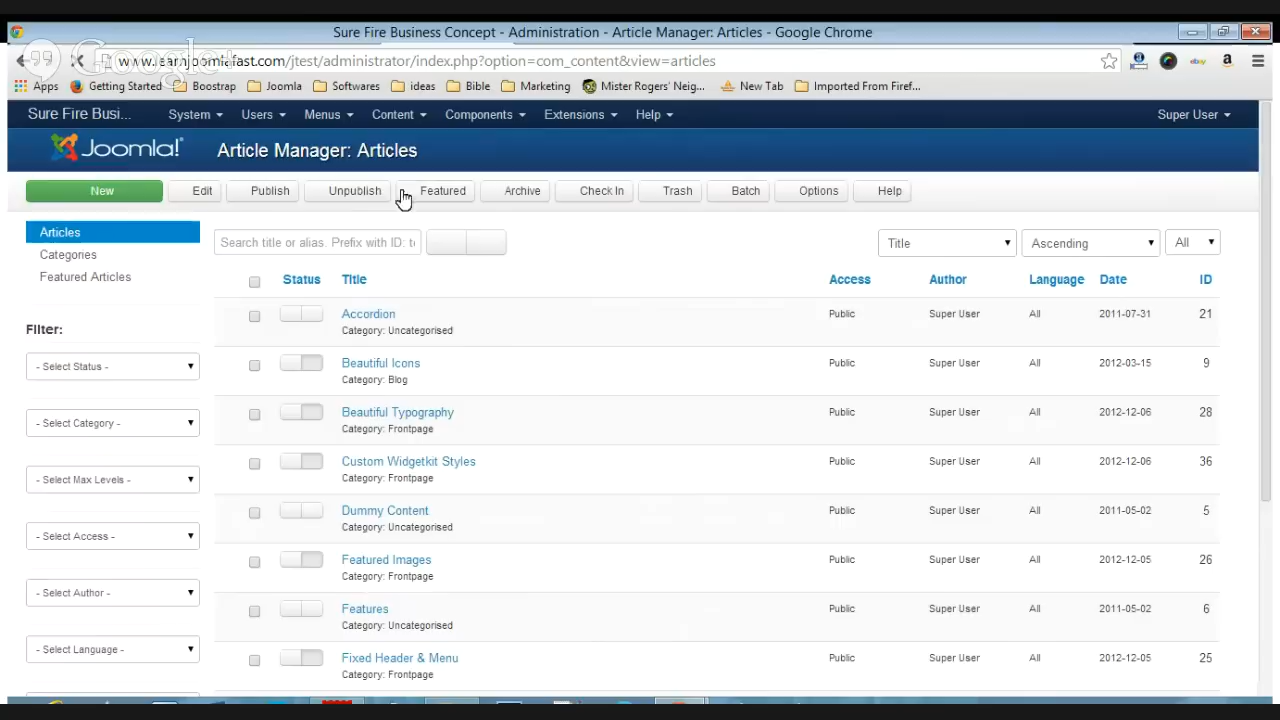 Sure Fire Business Concept - Administration - Article Manager: Articles - Google Chrome
Google+
www.learnjoomlafast.com/jtest/administrator/index.php?option=com_content&view=articles
Apps Getting Started Boostrap Joomla Softwares ideas Bible Marketing Mister Rogers' Neig... New Tab Imported From Firef...
Sure Fire Busi... System Users Menus Content Components Extensions Help Super User
Joomla! Article Manager: Articles
New Edit Publish Unpublish Featured Archive Check In Trash Batch Options Help
Articles
Categories
Featured Articles
Filter:
- Select Status -
- Select Category -
- Select Max Levels -
- Select Access -
- Select Author -
- Select Language -
Search title or alias. Prefix with ID: t Title Ascending All
Status Title Access Author Language Date ID
Accordion Public Super User All 2011-07-31 21
Category: Uncategorised
Beautiful Icons Public Super User All 2012-03-15 9
Category: Blog
Beautiful Typography Public Super User All 2012-12-06 28
Category: Frontpage
Custom Widgetkit Styles Public Super User All 2012-12-06 36
Category: Frontpage
Dummy Content Public Super User All 2011-05-02 5
Category: Uncategorised
Featured Images Public Super User All 2012-12-05 26
Category: Frontpage
Features Public Super User All 2011-05-02 6
Category: Uncategorised
Fixed Header & Menu Public Super User All 2012-12-05 25
Category: Frontpage